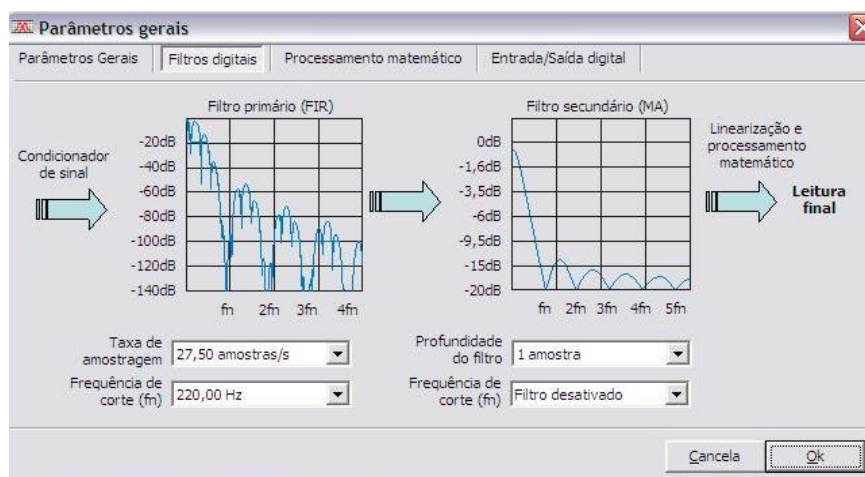 Parâmetros gerais
Parâmetros Gerais
Filtros digitais
Processamento matemático
Entrada/Saída digital
Condicionador
de sinal
Filtro primário (FIR)
-20dB
-40dB
-60dB
-80dB
-100dB
-120dB
-140dB
fn 2fn 3fn 4fn
Filtro secundário (MA)
0dB
-1,6dB
-3,5dB
-6dB
-9,5dB
-15dB
-20dB
fn 2fn 3fn 4fn 5fn
Linearização e
processamento
matemático
Leitura
final
Taxa de
amostragem
27,50 amostras/s
Frequência de
corte (fn)
220,00 Hz
Profundidade
do filtro
1 amostra
Frequência de
corte (fn)
Filtro desativado
Cancela
Ok